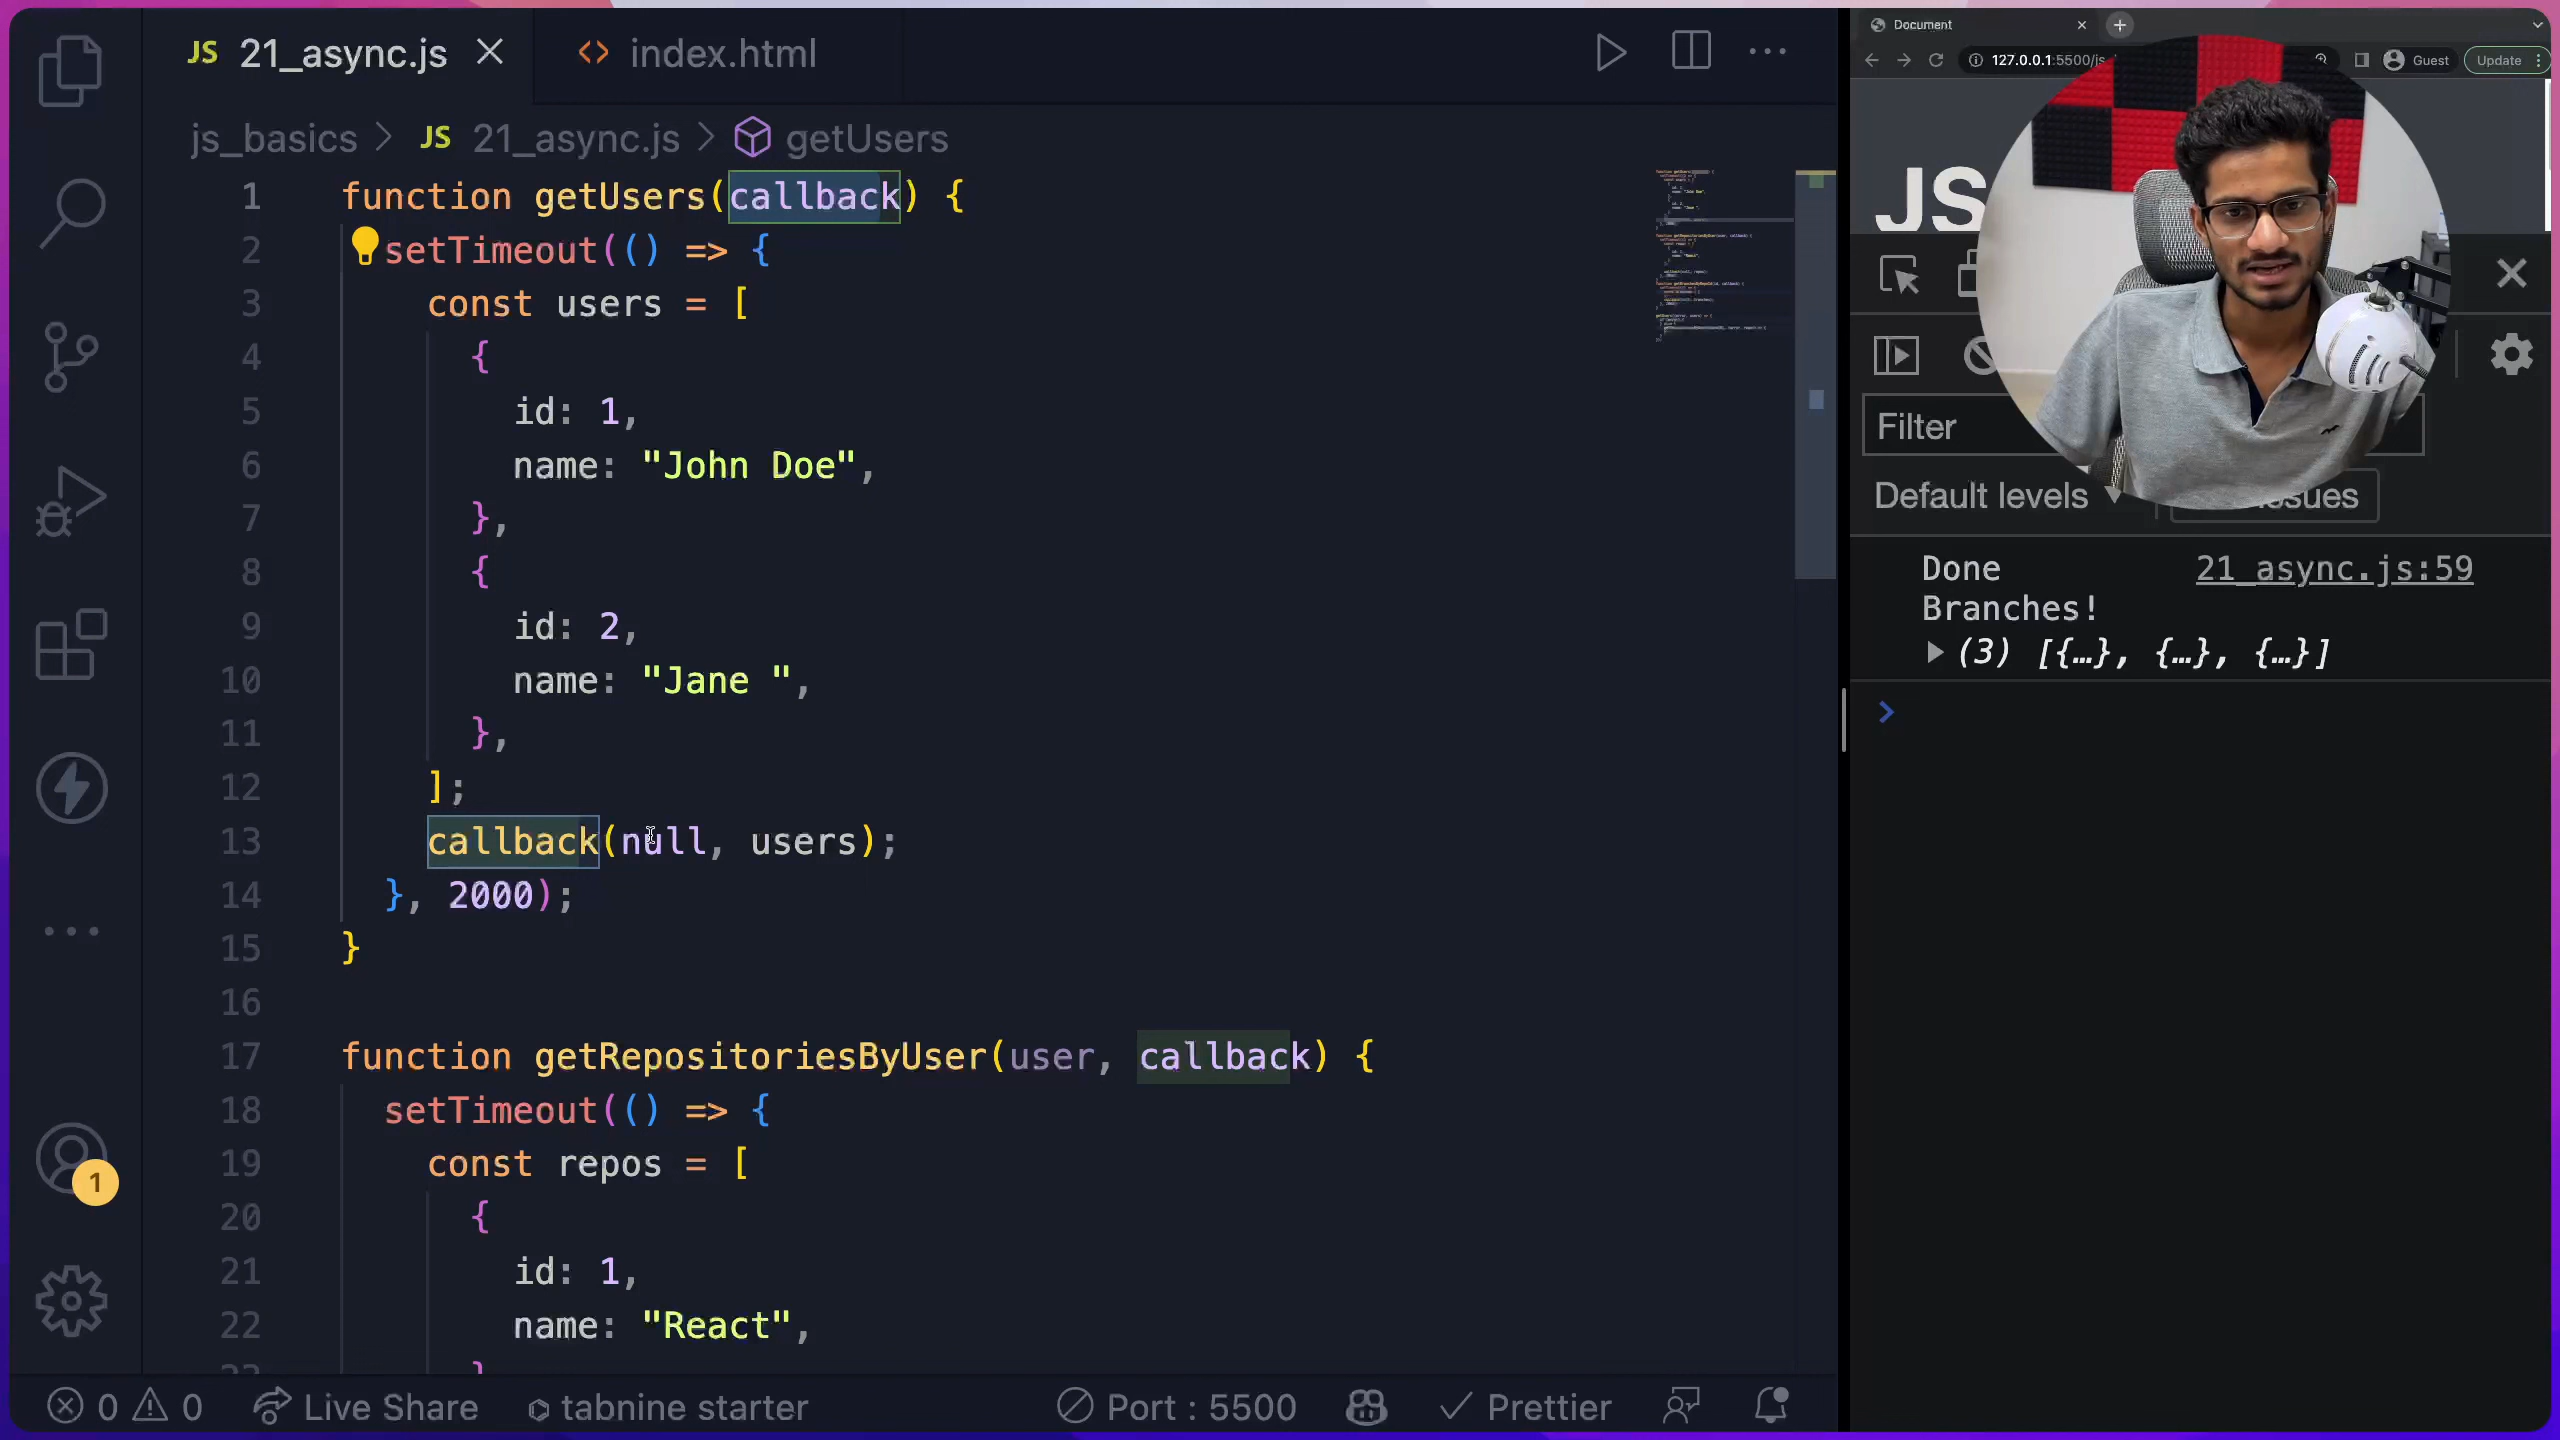 JS 21_async.js
index.html
js_basics > JS 21_async.js > getUsers
1 function getUsers(callback) {
2 setTimeout(() => {
3 const users = [
4 {
5 id: 1,
6 name: "John Doe",
7 },
8 {
9 id: 2,
10 name: "Jane ",
11 },
12 ];
13 callback(null, users);
14 }, 2000);
15 }
16
17 function getRepositoriesByUser(user, callback) {
18 setTimeout(() => {
19 const repos = [
20 {
21 id: 1,
22 name: "React",
1
0 0 Live Share tabnine starter Port : 5500 Prettier
Document
127.0.0.1:5500/js
Guest
Update
JS
Filter
Default levels
Done 21_async.js:59
Branches!
(3) [{…}, {…}, {…}]